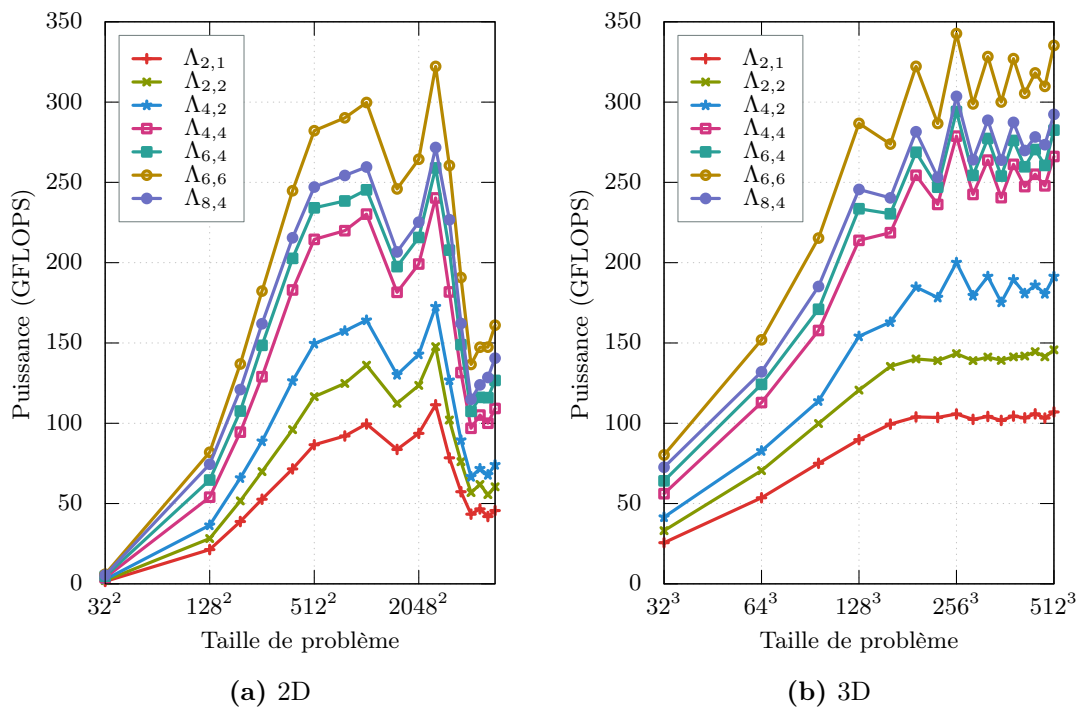 350
300
250
200
150
100
50
0
Puissance (GFLOPS)
Λ2,1
Λ2,2
Λ4,2
Λ4,4
Λ6,4
Λ6,6
Λ8,4
32² 128² 512² 2048²
Taille de problème
(a) 2D
350
300
250
200
150
100
50
0
Puissance (GFLOPS)
Λ2,1
Λ2,2
Λ4,2
Λ4,4
Λ6,4
Λ6,6
Λ8,4
32³ 64³ 128³ 256³ 512³
Taille de problème
(b) 3D